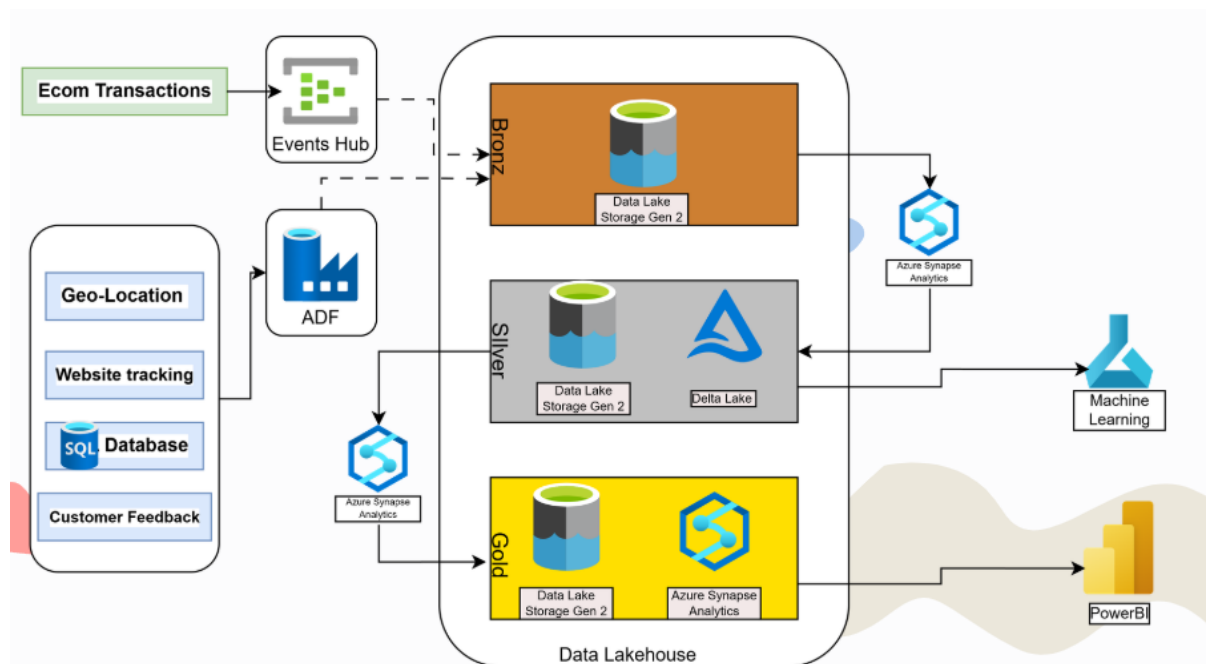 Ecom Transactions
Events Hub
Geo-Location
Website tracking
SQL Database
Customer Feedback
ADF
Bronz
Data Lake
Storage Gen 2
Azure Synapse
Analytics
SIlver
Data Lake
Storage Gen 2
Delta Lake
Machine
Learning
Azure Synapse
Analytics
Gold
Data Lake
Storage Gen 2
Azure Synapse
Analytics
PowerBI
Data Lakehouse